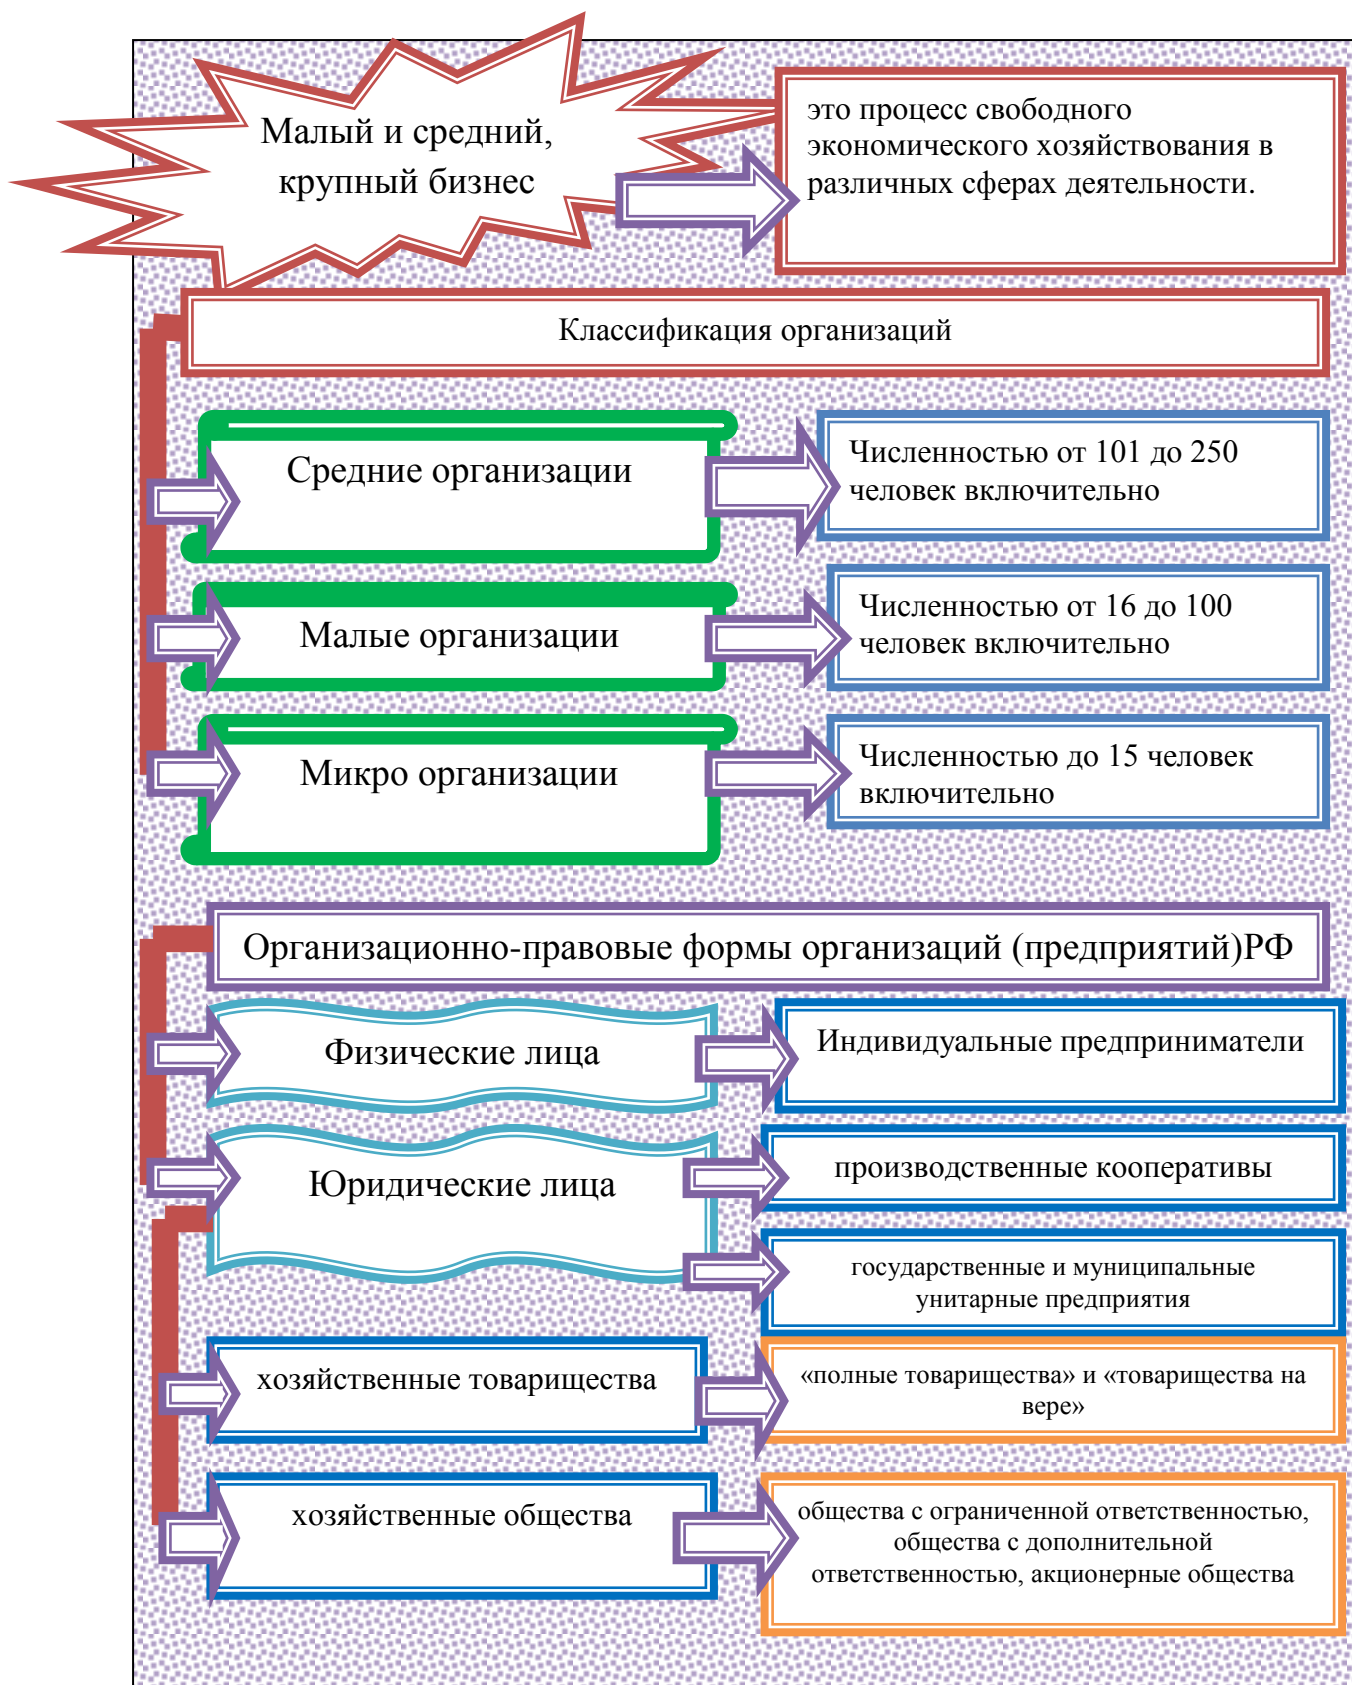 Малый и средний,
крупный бизнес
это процесс свободного
экономического хозяйствования в
различных сферах деятельности.
Классификация организаций
Средние организации
Численностью от 101 до 250
человек включительно
Малые организации
Численностью от 16 до 100
человек включительно
Микро организации
Численностью до 15 человек
включительно
Организационно-правовые формы организаций (предприятий)РФ
Физические лица
Индивидуальные предприниматели
Юридические лица
производственные кооперативы
государственные и муниципальные
унитарные предприятия
хозяйственные товарищества
«полные товарищества» и «товарищества на
вере»
хозяйственные общества
общества с ограниченной ответственностью,
общества с дополнительной
ответственностью, акционерные общества